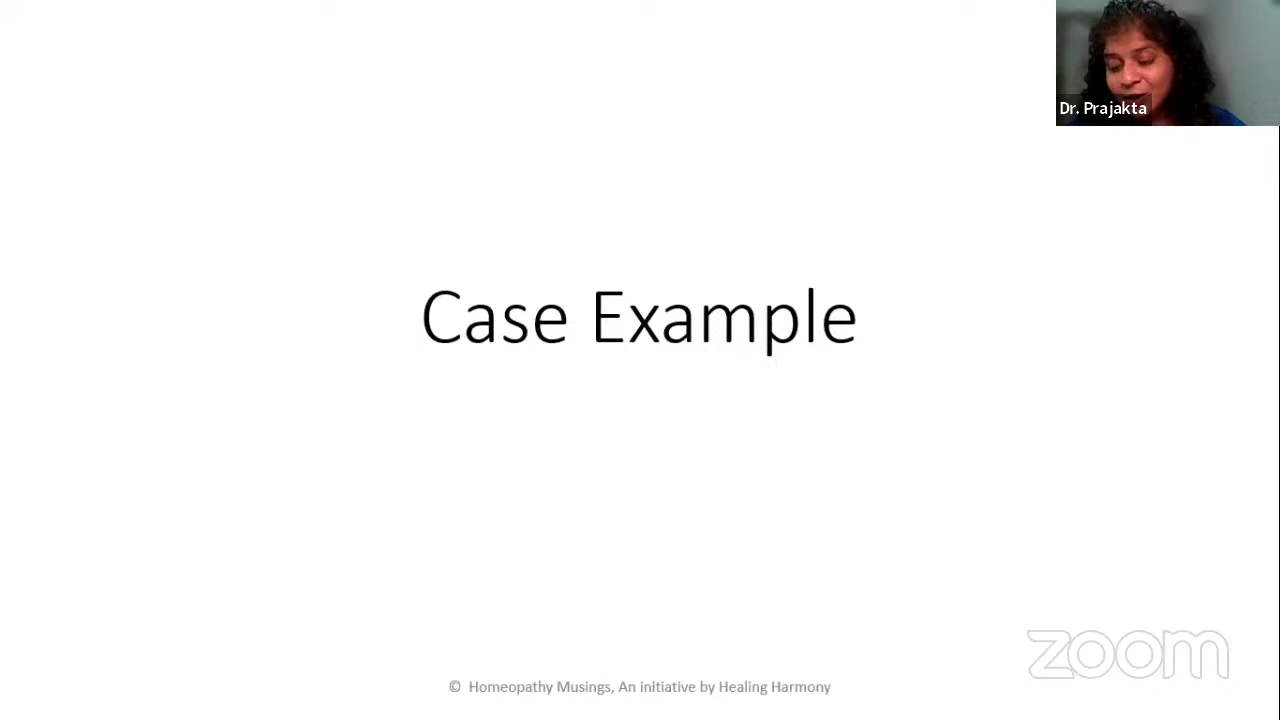 Dr. Prajakta
Case Example
zoom
© Homeopathy Musings, An initiative by Healing Harmony